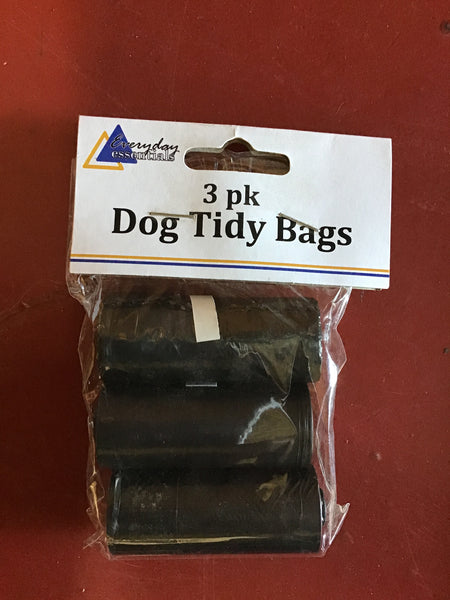 Everyday
essentials
3 pk
Dog Tidy Bags